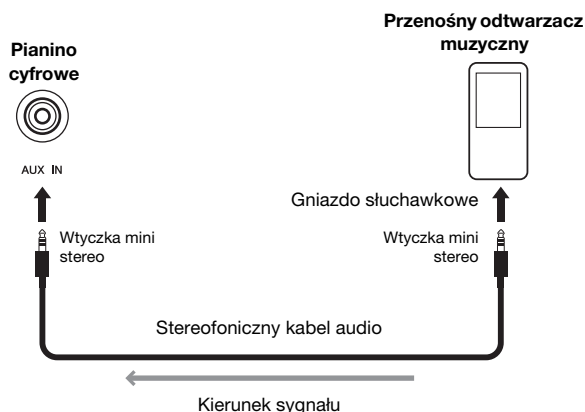 Pianino
cyfrowe
Przenośny odtwarzacz
muzyczny
AUX IN
Gniazdo słuchawkowe
Wtyczka mini
stereo
Wtyczka mini
stereo
Stereofoniczny kabel audio
Kierunek sygnału